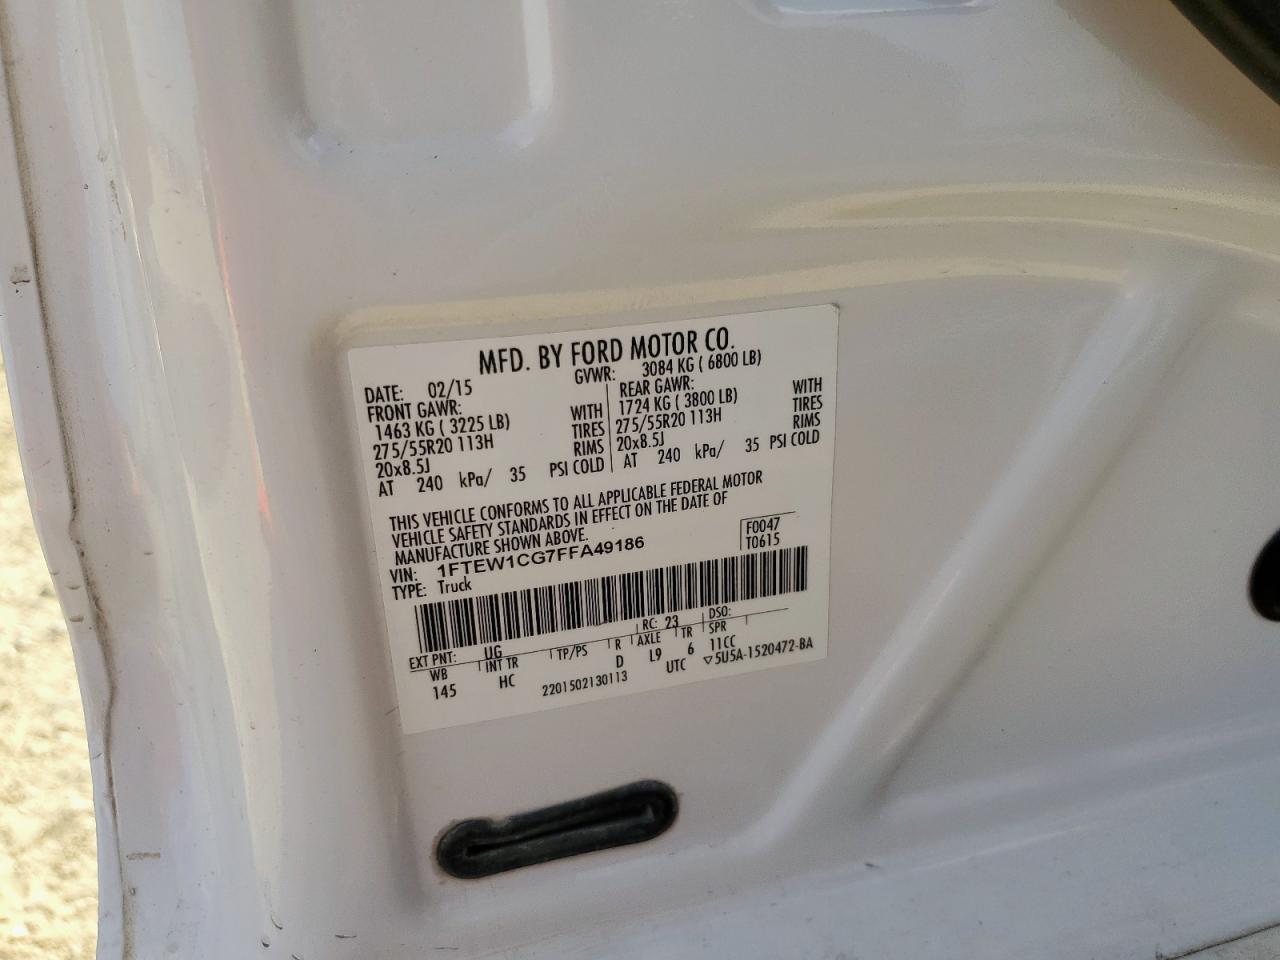 MFD. BY FORD MOTOR CO.
DATE: 02/15 GVWR: 3084 KG ( 6800 LB)
FRONT GAWR: REAR GAWR:
1463 KG ( 3225 LB) WITH 1724 KG ( 3800 LB) WITH
275/55R20 113H TIRES 275/55R20 113H TIRES
20x8.5J RIMS 20x8.5J RIMS
AT 240 kPa/ 35 PSI COLD AT 240 kPa/ 35 PSI COLD
THIS VEHICLE CONFORMS TO ALL APPLICABLE FEDERAL MOTOR
VEHICLE SAFETY STANDARDS IN EFFECT ON THE DATE OF
MANUFACTURE SHOWN ABOVE.
F0047
VIN: 1FTEW1CG7FFA49186 T0615
TYPE: Truck
EXT PNT: UG RC: 23 DSO:
WB INT TR TP/PS R AXLE TR SPR
145 HC D L9 6 11CC
2201502130113 UTC ▽5U5A-1520472-BA